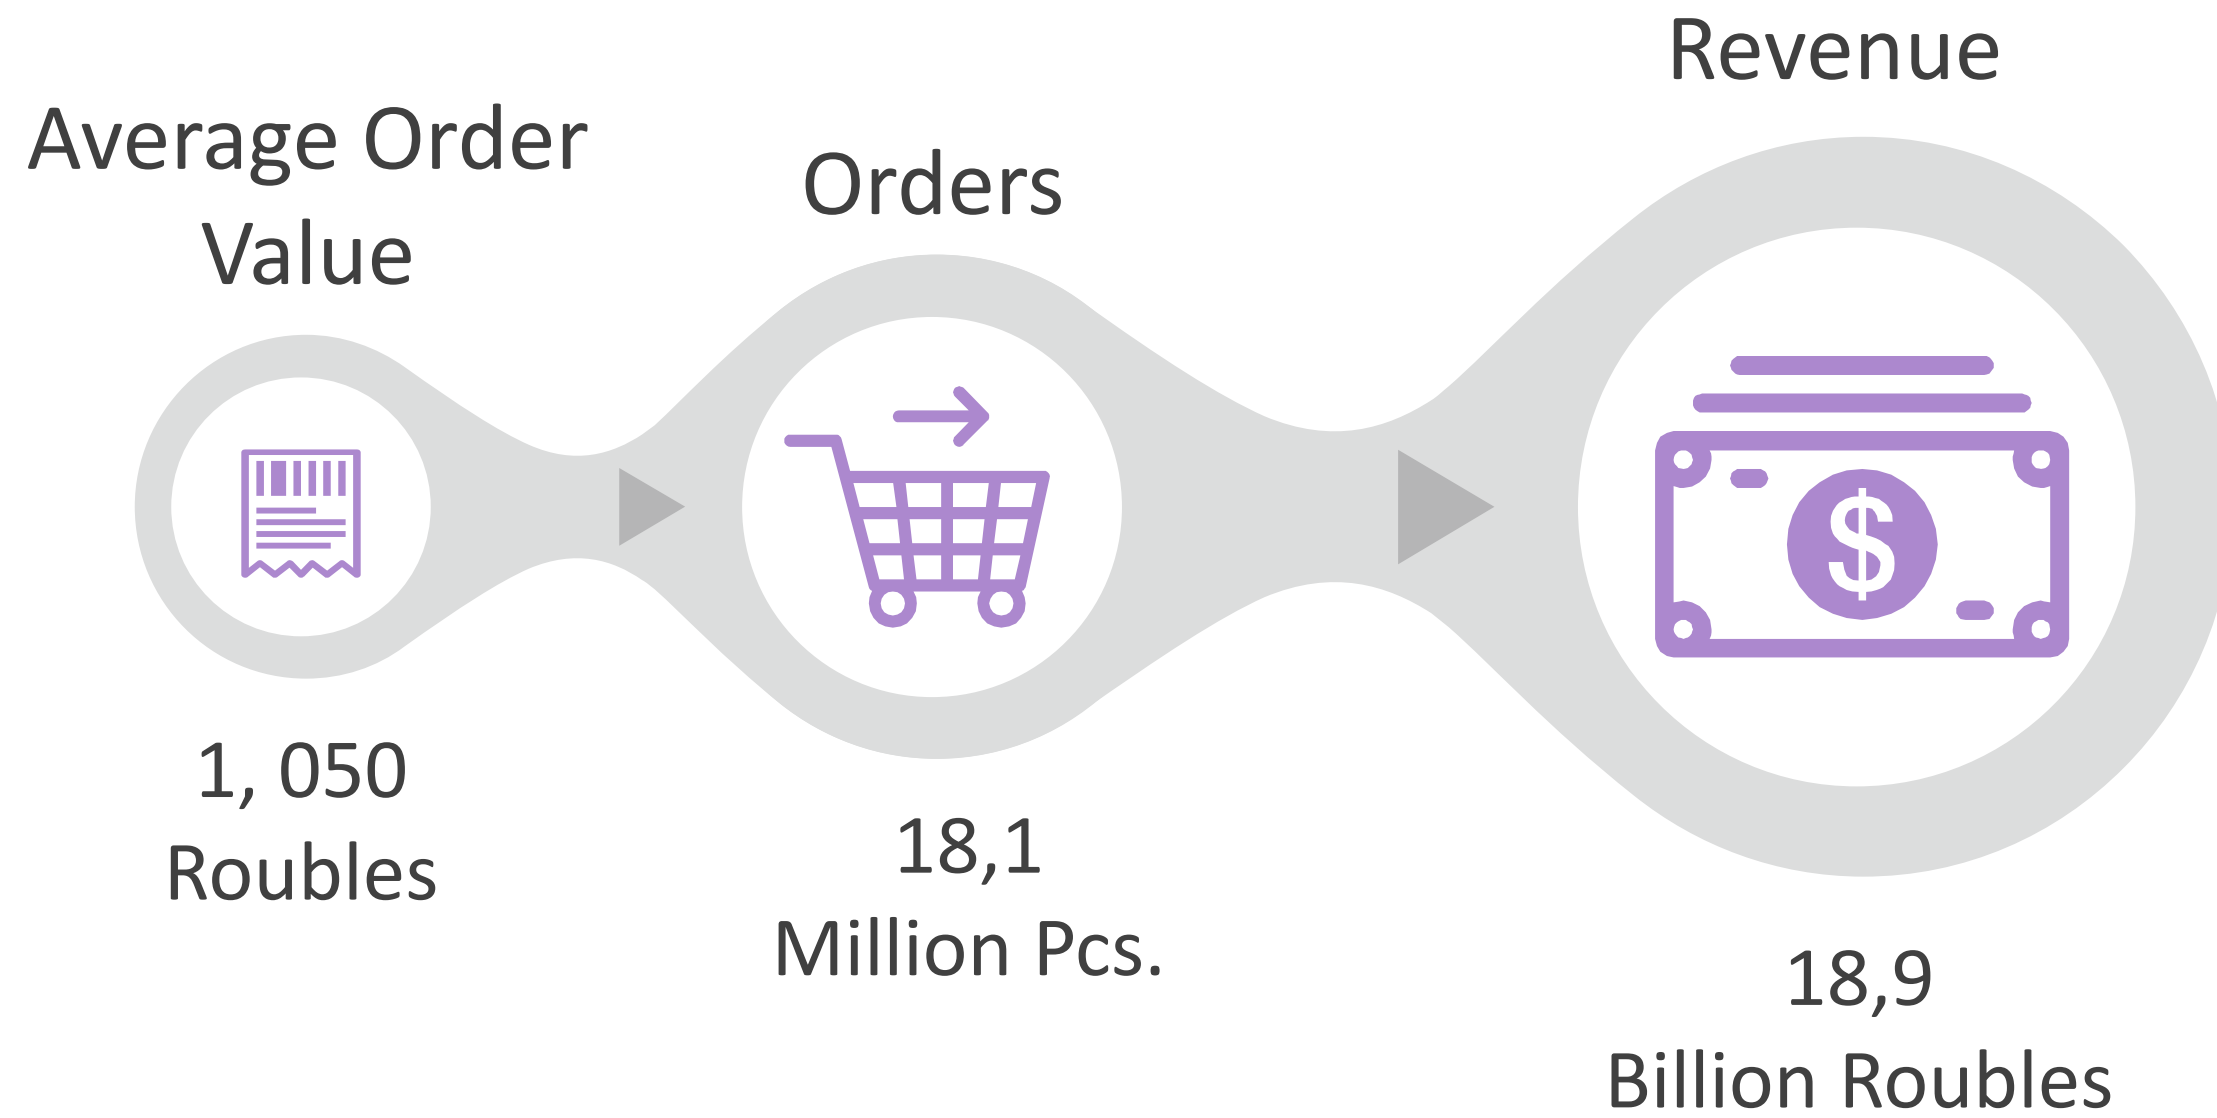 Average Order
Value
1, 050
Roubles
Orders
18,1
Million Pcs.
Revenue
$
18,9
Billion Roubles